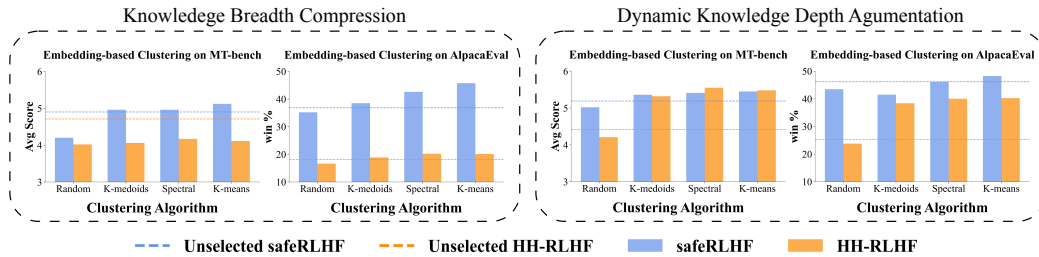 Knowledege Breadth Compression
Dynamic Knowledge Depth Agumentation
Embedding-based Clustering on MT-bench
6
5
4
3
Avg Score
Random K-medoids Spectral K-means
Clustering Algorithm
Embedding-based Clustering on AlpacaEval
50
40
30
20
10
win %
Random K-medoids Spectral K-means
Clustering Algorithm
Embedding-based Clustering on MT-bench
6
5
4
3
Avg Score
Random K-medoids Spectral K-means
Clustering Algorithm
Embedding-based Clustering on AlpacaEval
50
40
30
20
10
win %
Random K-medoids Spectral K-means
Clustering Algorithm
Unselected safeRLHF Unselected HH-RLHF safeRLHF HH-RLHF